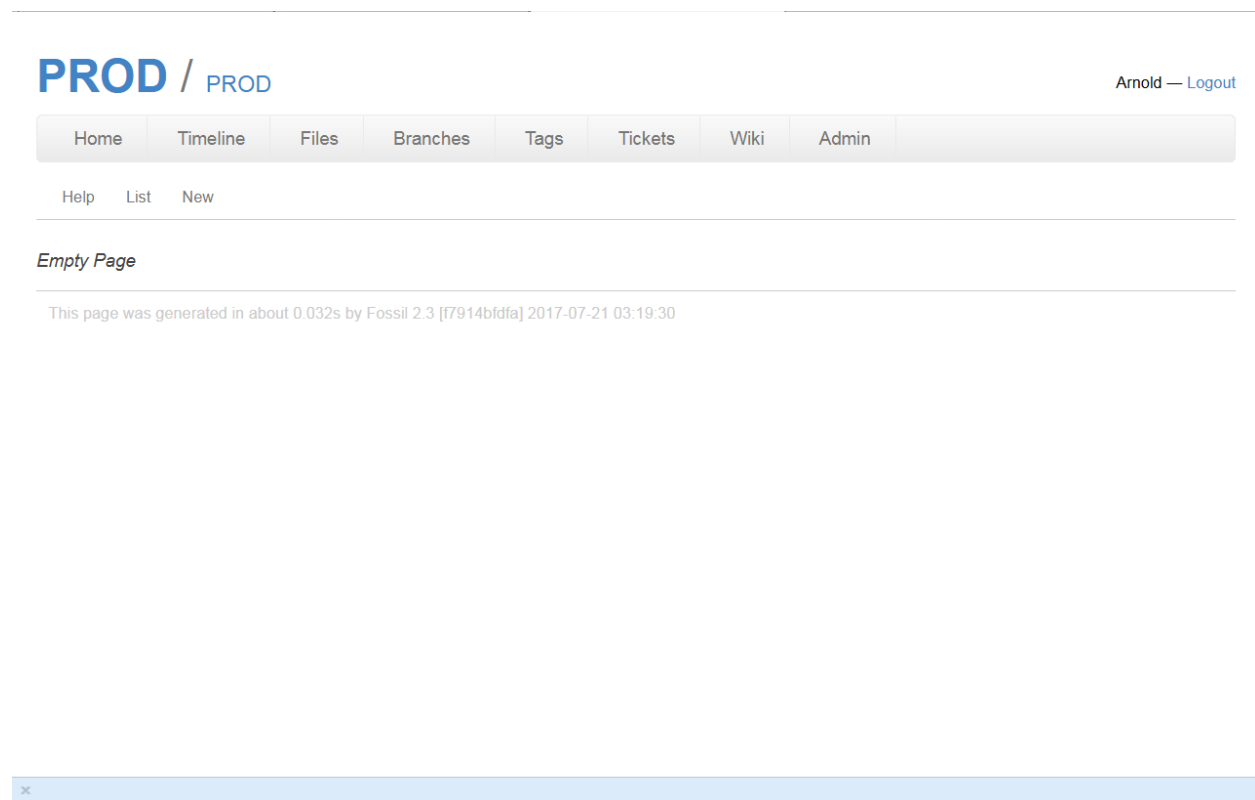 PROD / PROD
Arnold — Logout
Home Timeline Files Branches Tags Tickets Wiki Admin
Help List New
Empty Page
This page was generated in about 0.032s by Fossil 2.3 [f7914bfdfa] 2017-07-21 03:19:30